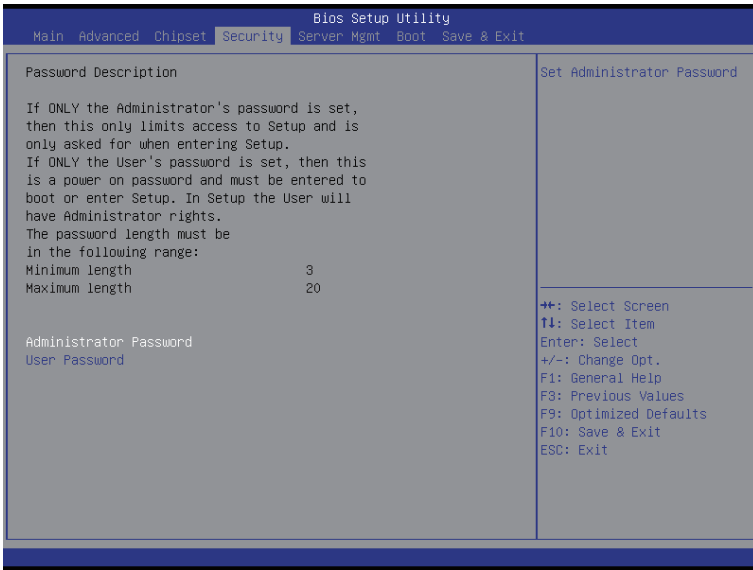 Bios Setup Utility
Main Advanced Chipset Security Server Mgmt Boot Save & Exit
Password Description
If ONLY the Administrator's password is set,
then this only limits access to Setup and is
only asked for when entering Setup.
If ONLY the User's password is set, then this
is a power on password and must be entered to
boot or enter Setup. In Setup the User will
have Administrator rights.
The password length must be
in the following range:
Minimum length 3
Maximum length 20
Administrator Password
User Password
Set Administrator Password
→←: Select Screen
↑↓: Select Item
Enter: Select
+/-: Change Opt.
F1: General Help
F3: Previous Values
F9: Optimized Defaults
F10: Save & Exit
ESC: Exit